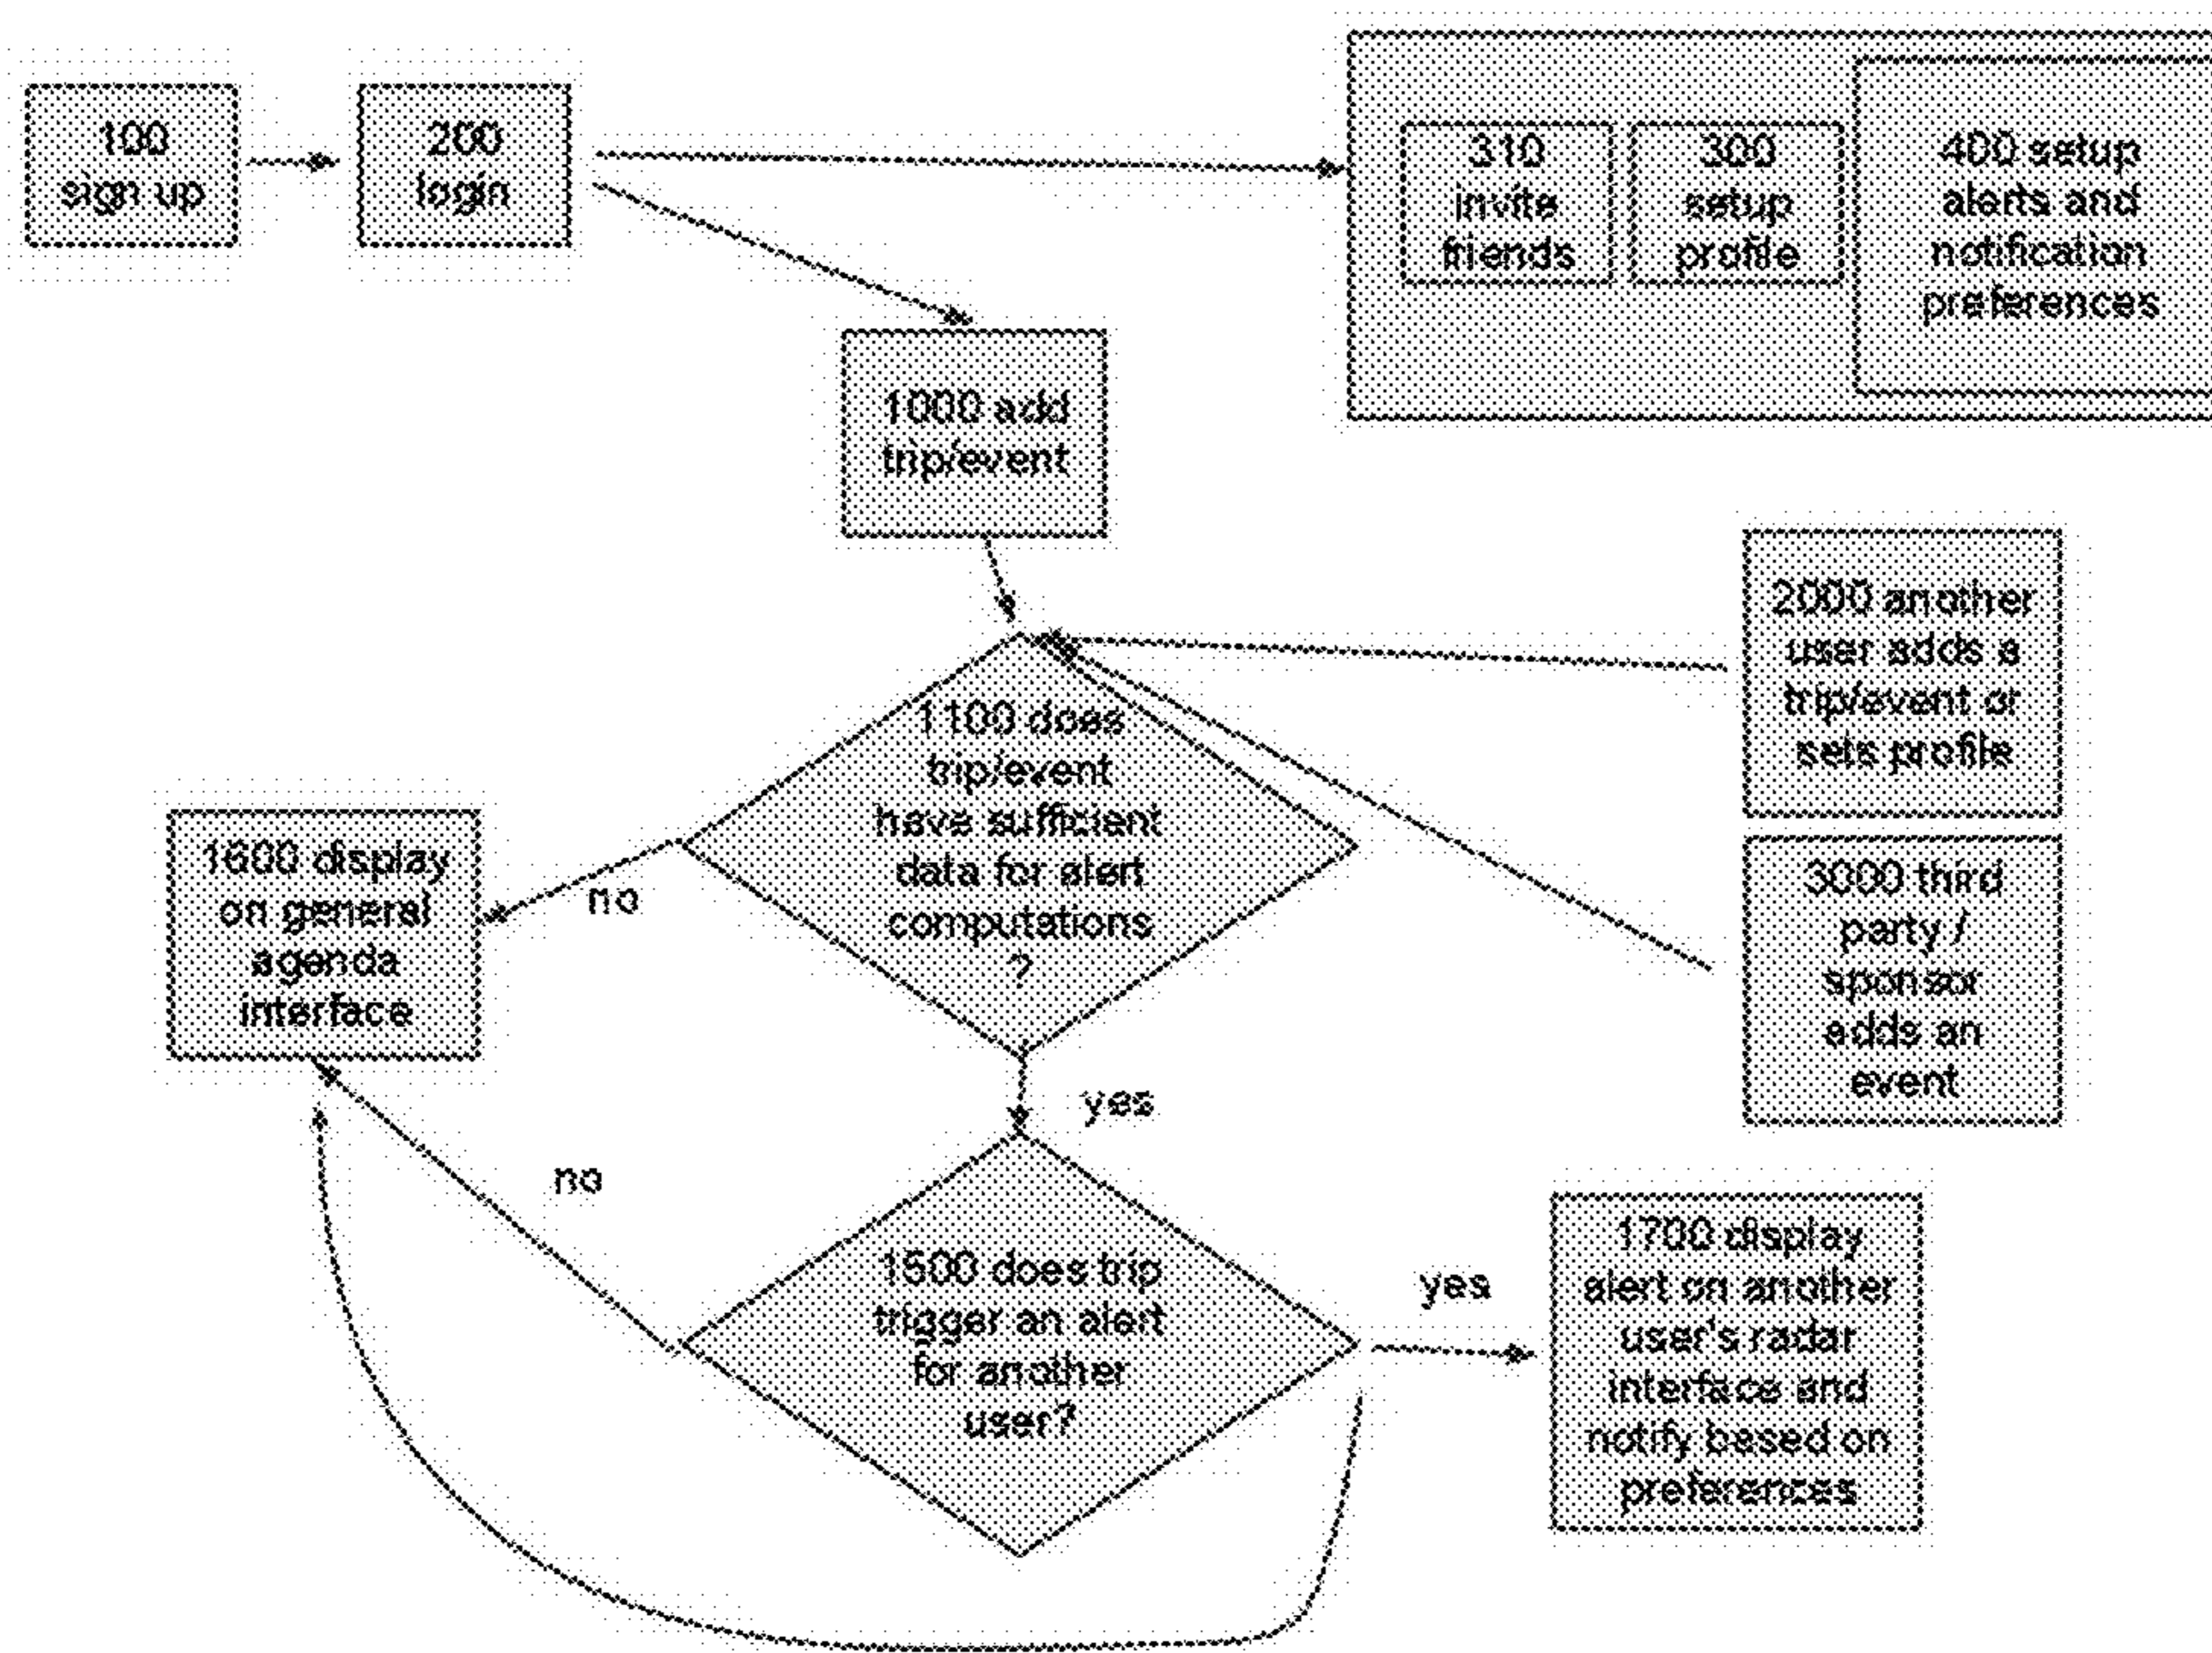 100
sign up
200
login
310
invite
friends
300
setup
profile
400 setup
alerts and
notification
preferences
1000 add
trip/event
2000 another
user adds a
trip/event or
sets profile
1100 does
trip/event
have sufficient
data for alert
computations
?
3000 third
party /
sponsor
adds an
event
no
1600 display
on general
agenda
interface
yes
no
1500 does trip
trigger an alert
for another
user?
yes
1700 display
alert on another
user's radar
interface and
notify based on
preferences